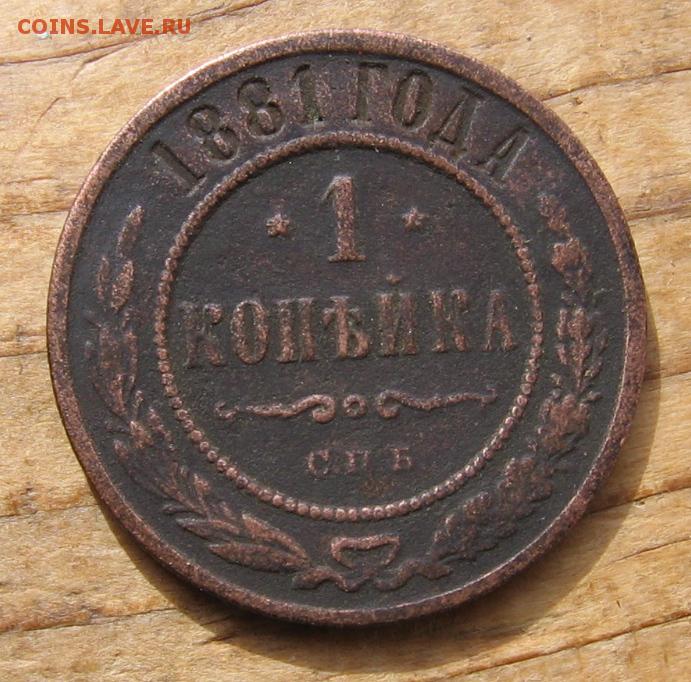 COINS.LAVE.RU
1881 ГОДА
* 1 *
КОПѢЙКА
С.П.Б.